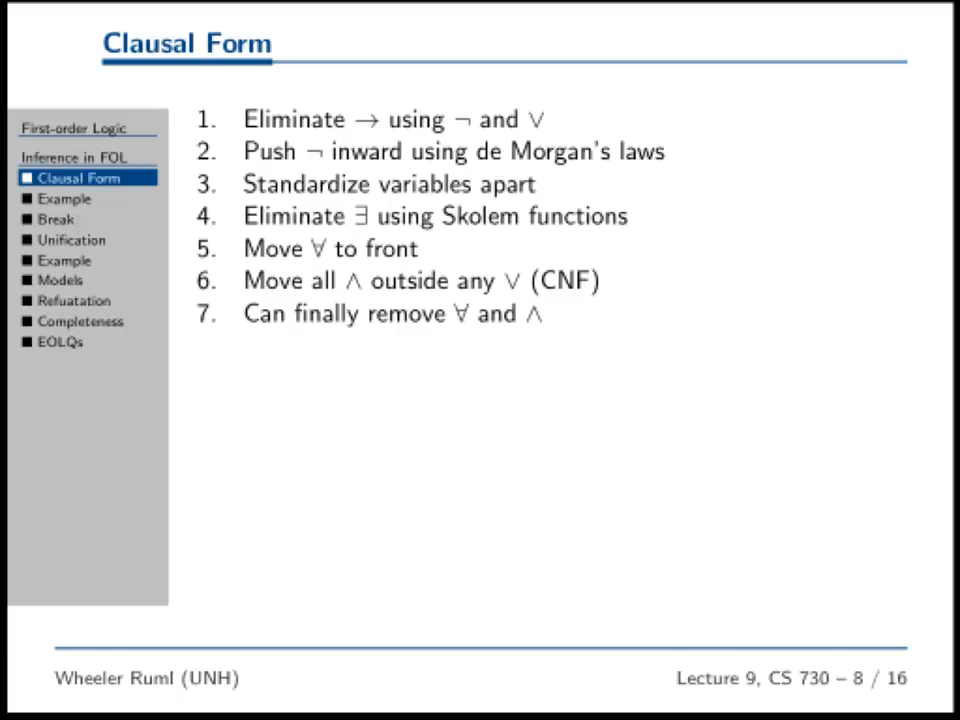 Clausal Form
First-order Logic
Inference in FOL
■ Clausal Form
■ Example
■ Break
■ Unification
■ Example
■ Models
■ Refuatation
■ Completeness
■ EOLQs
1. Eliminate → using ¬ and ∨
2. Push ¬ inward using de Morgan's laws
3. Standardize variables apart
4. Eliminate ∃ using Skolem functions
5. Move ∀ to front
6. Move all ∧ outside any ∨ (CNF)
7. Can finally remove ∀ and ∧
Wheeler Ruml (UNH)
Lecture 9, CS 730 – 8 / 16